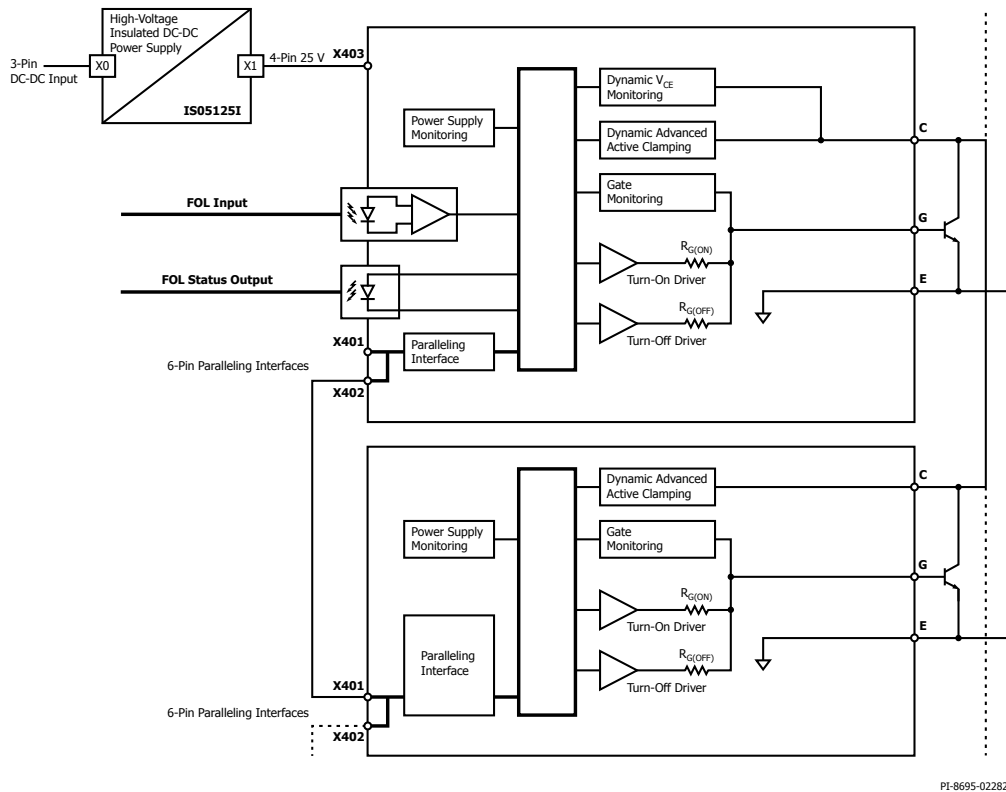 High-Voltage
Insulated DC-DC
Power Supply
3-Pin
DC-DC Input
X0
X1
4-Pin 25 V
X403
IS05125I
Dynamic VCE
Monitoring
Power Supply
Monitoring
Dynamic Advanced
Active Clamping
C
Gate
Monitoring
FOL Input
G
RG(ON)
Turn-On Driver
FOL Status Output
E
RG(OFF)
Turn-Off Driver
X401
Paralleling
Interface
6-Pin Paralleling Interfaces
X402
Dynamic Advanced
Active Clamping
C
Power Supply
Monitoring
Gate
Monitoring
G
RG(ON)
Turn-On Driver
E
Paralleling
Interface
RG(OFF)
Turn-Off Driver
X401
6-Pin Paralleling Interfaces
X402
PI-8695-022822